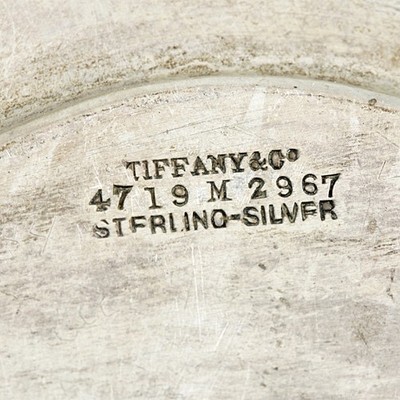 TIFFANY & Co
4719 M 2967
STERLING-SILVER